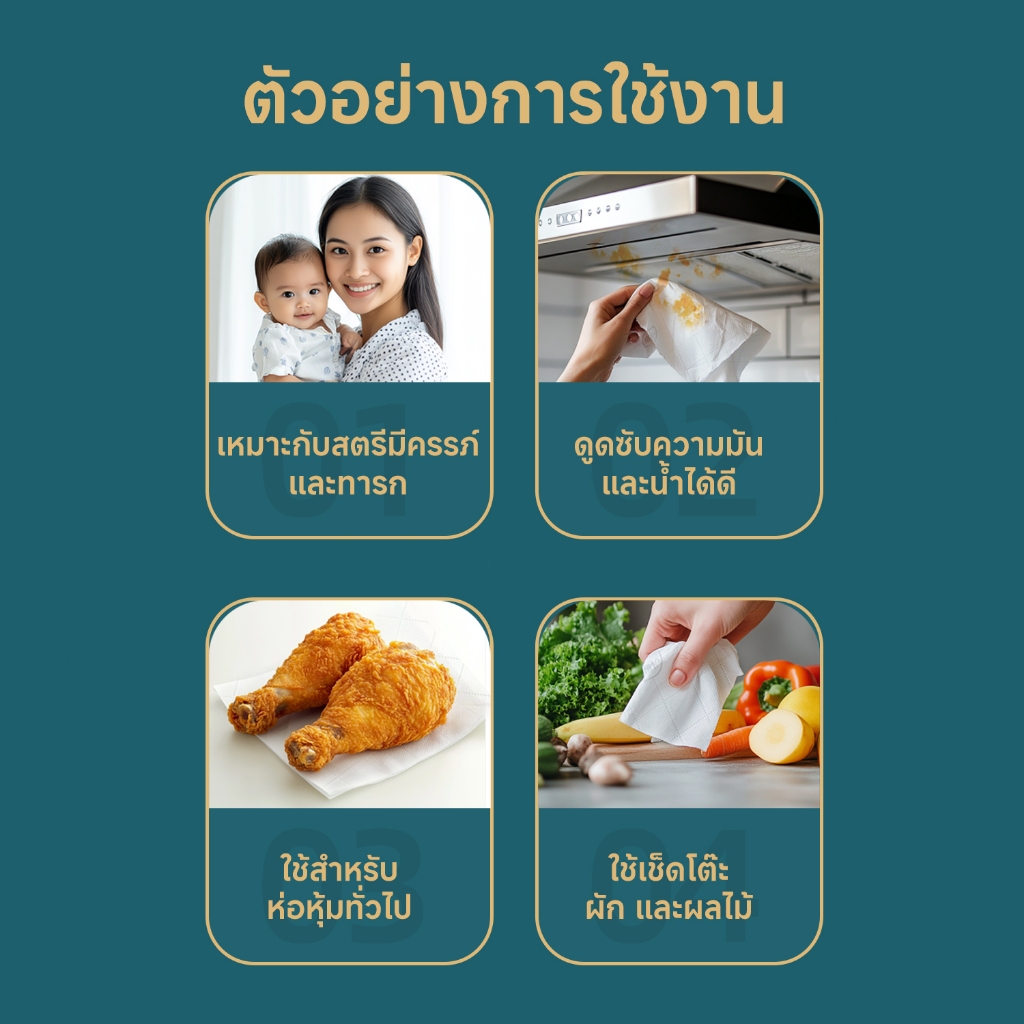 ตัวอย่างการใช้งาน
01
เหมาะกับสตรีมีครรภ์
และทารก
02
ดูดซับความมัน
และน้ำได้ดี
03
ใช้สำหรับ
ห่อหุ้มทั่วไป
04
ใช้เช็ดโต๊ะ
ผัก และผลไม้